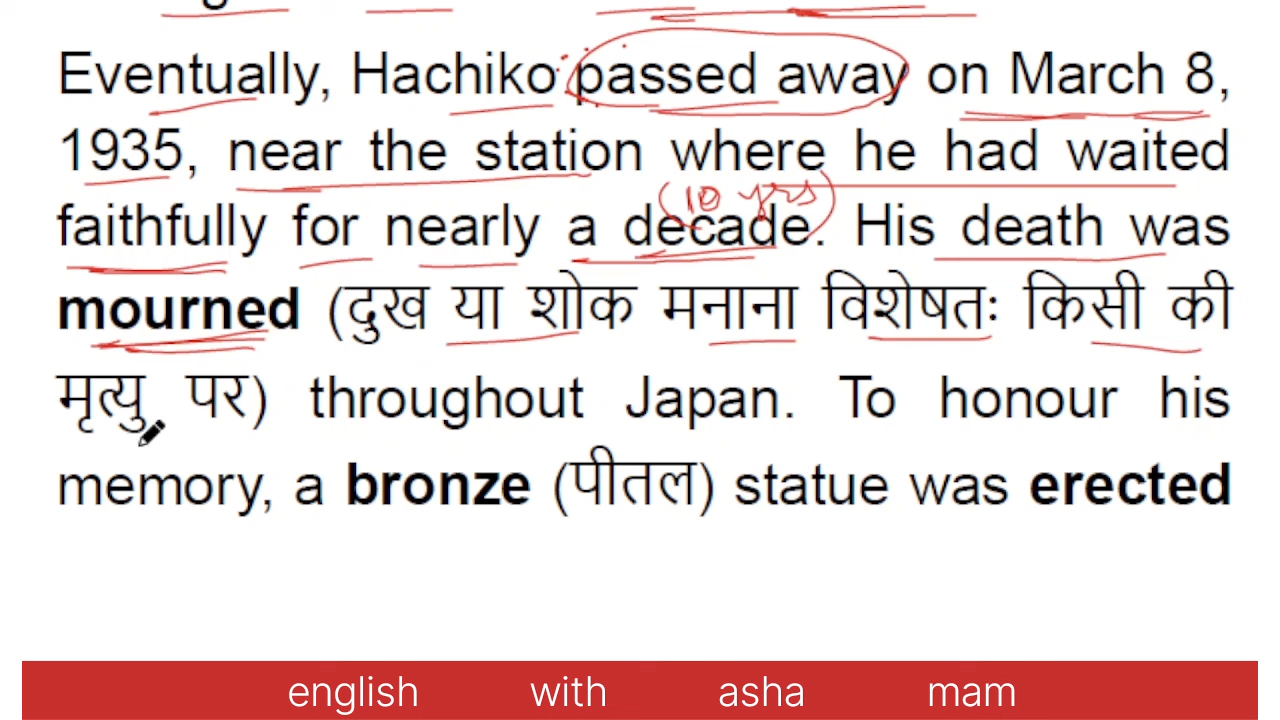 Eventually, Hachiko passed away on March 8,
1935, near the station where he had waited
(10 yrs)
faithfully for nearly a decade. His death was
mourned (दुख या शोक मनाना विशेषतः किसी की
मृत्यु पर) throughout Japan. To honour his
memory, a bronze (पीतल) statue was erected
english with asha mam